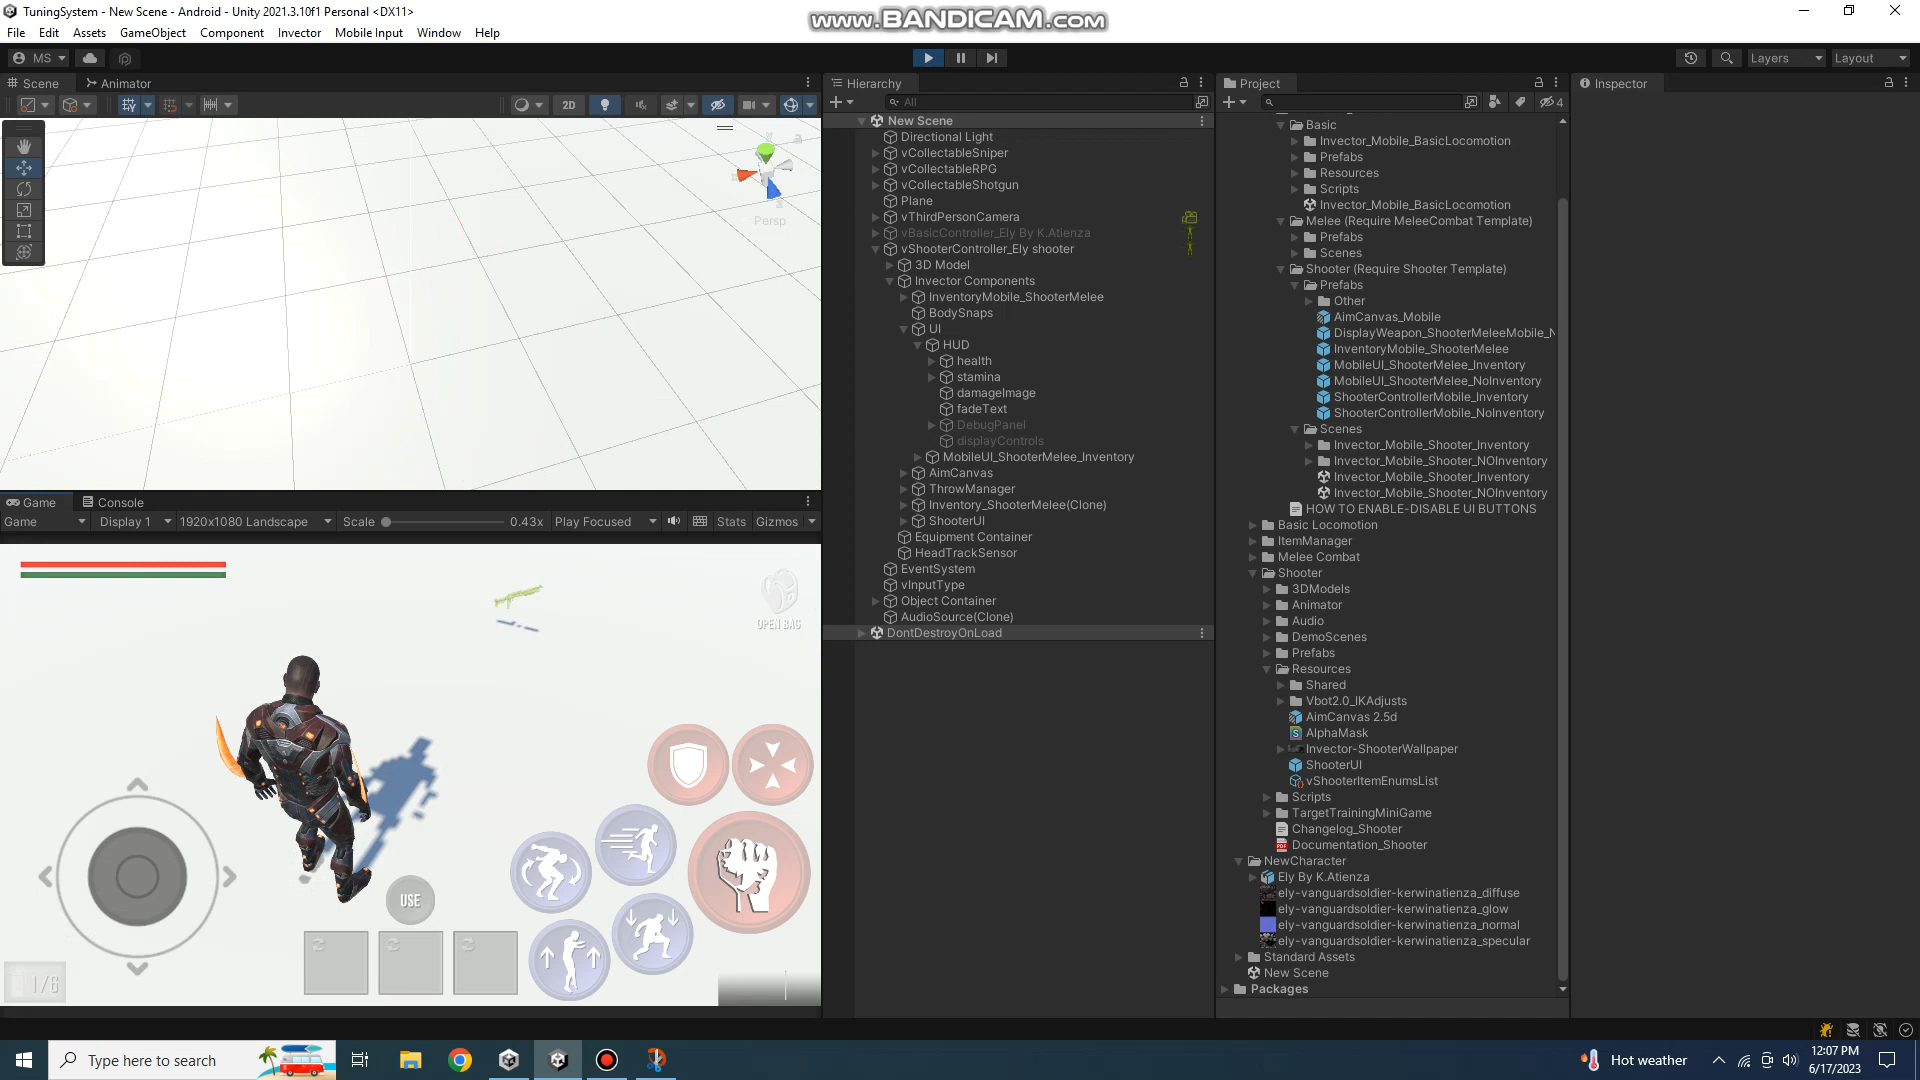 TuningSystem - New Scene - Android - Unity 2021.3.10f1 Personal <DX11>
www.BANDICAM.com
File Edit Assets GameObject Component Invector Mobile Input Window Help
MS
Layers
Layout
Scene
Animator
2D
Persp
Game
Console
Game
Display 1
1920x1080 Landscape
Scale
0.43x
Play Focused
Stats
Gizmos
OPEN BAG
USE
1/6
Hierarchy
All
New Scene
Directional Light
vCollectableSniper
vCollectableRPG
vCollectableShotgun
Plane
vThirdPersonCamera
vBasicController_Ely By K.Atienza
vShooterController_Ely shooter
3D Model
Invector Components
InventoryMobile_ShooterMelee
BodySnaps
UI
HUD
health
stamina
damageImage
fadeText
DebugPanel
displayControls
MobileUI_ShooterMelee_Inventory
AimCanvas
ThrowManager
Inventory_ShooterMelee(Clone)
ShooterUI
Equipment Container
HeadTrackSensor
EventSystem
vInputType
Object Container
AudioSource(Clone)
DontDestroyOnLoad
Project
4
Basic
Invector_Mobile_BasicLocomotion
Prefabs
Resources
Scripts
Invector_Mobile_BasicLocomotion
Melee (Require MeleeCombat Template)
Prefabs
Scenes
Shooter (Require Shooter Template)
Prefabs
Other
AimCanvas_Mobile
DisplayWeapon_ShooterMeleeMobile_N
InventoryMobile_ShooterMelee
MobileUI_ShooterMelee_Inventory
MobileUI_ShooterMelee_NoInventory
ShooterControllerMobile_Inventory
ShooterControllerMobile_NoInventory
Scenes
Invector_Mobile_Shooter_Inventory
Invector_Mobile_Shooter_NOInventory
Invector_Mobile_Shooter_Inventory
Invector_Mobile_Shooter_NOInventory
HOW TO ENABLE-DISABLE UI BUTTONS
Basic Locomotion
ItemManager
Melee Combat
Shooter
3DModels
Animator
Audio
DemoScenes
Prefabs
Resources
Shared
Vbot2.0_IKAdjusts
AimCanvas 2.5d
AlphaMask
Invector-ShooterWallpaper
ShooterUI
vShooterItemEnumsList
Scripts
TargetTrainingMiniGame
Changelog_Shooter
Documentation_Shooter
NewCharacter
Ely By K.Atienza
ely-vanguardsoldier-kerwinatienza_diffuse
ely-vanguardsoldier-kerwinatienza_glow
ely-vanguardsoldier-kerwinatienza_normal
ely-vanguardsoldier-kerwinatienza_specular
Standard Assets
New Scene
Packages
Inspector
Type here to search
Hot weather
12:07 PM
6/17/2023